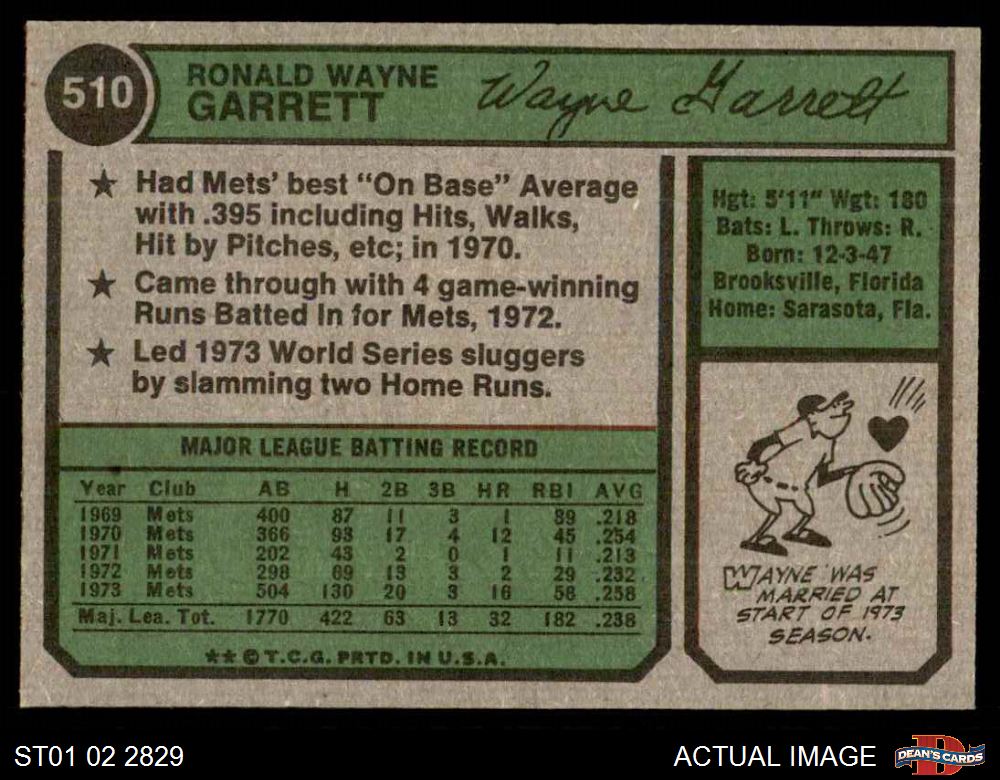 510
RONALD WAYNE
GARRETT
Wayne Garrett
★ Had Mets' best "On Base" Average
with .395 including Hits, Walks,
Hit by Pitches, etc; in 1970.
★ Came through with 4 game-winning
Runs Batted In for Mets, 1972.
★ Led 1973 World Series sluggers
by slamming two Home Runs.
Hgt: 5'11" Wgt: 180
Bats: L. Throws: R.
Born: 12-3-47
Brooksville, Florida
Home: Sarasota, Fla.
MAJOR LEAGUE BATTING RECORD
Year Club AB H 2B 3B HR RBI AVG
1969 Mets 400 87 11 3 1 39 .218
1970 Mets 366 93 17 4 12 45 .254
1971 Mets 202 43 2 0 1 11 .213
1972 Mets 298 69 13 3 2 29 .232
1973 Mets 504 130 20 3 16 58 .258
Maj. Lea. Tot. 1770 422 63 13 32 182 .238
★★ © T.C.G. PRTD. IN U.S.A.
WAYNE WAS
MARRIED AT
START OF 1973
SEASON.
ST01 02 2829
ACTUAL IMAGE
D
DEAN'S CARDS